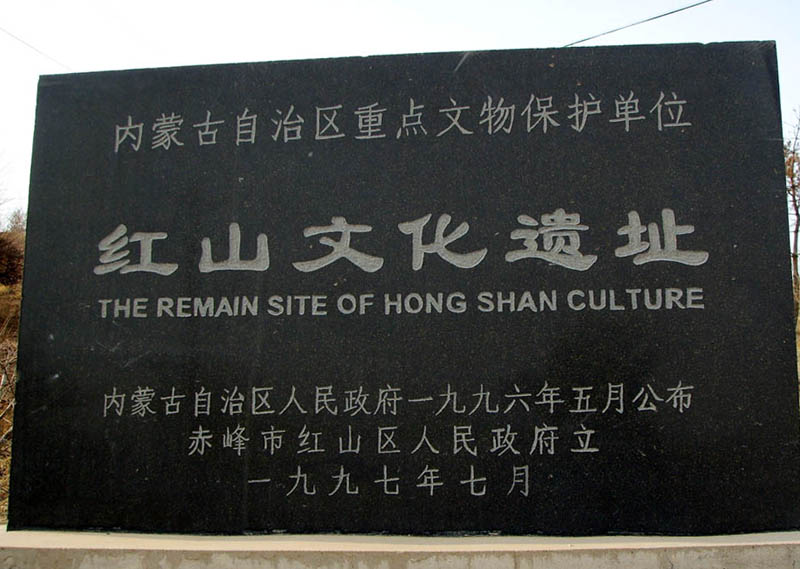 内蒙古自治区重点文物保护单位
红山文化遗址
THE REMAIN SITE OF HONG SHAN CULTURE
内蒙古自治区人民政府一九九六年五月公布
赤峰市红山区人民政府立
一九九七年七月